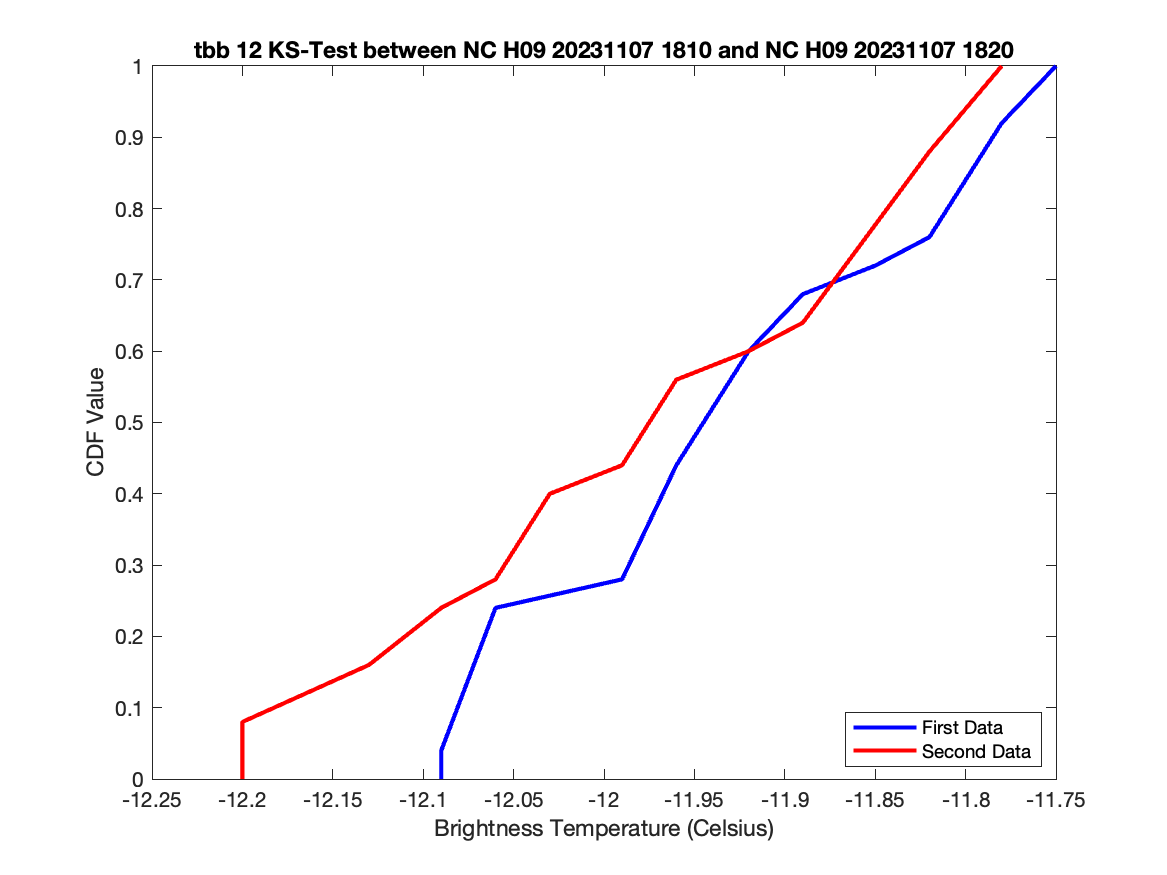 tbb 12 KS-Test between NC H09 20231107 1810 and NC H09 20231107 1820
1
0.9
0.8
0.7
0.6
0.5
0.4
0.3
0.2
0.1
0
CDF Value
First Data
Second Data
-12.25 -12.2 -12.15 -12.1 -12.05 -12 -11.95 -11.9 -11.85 -11.8 -11.75
Brightness Temperature (Celsius)